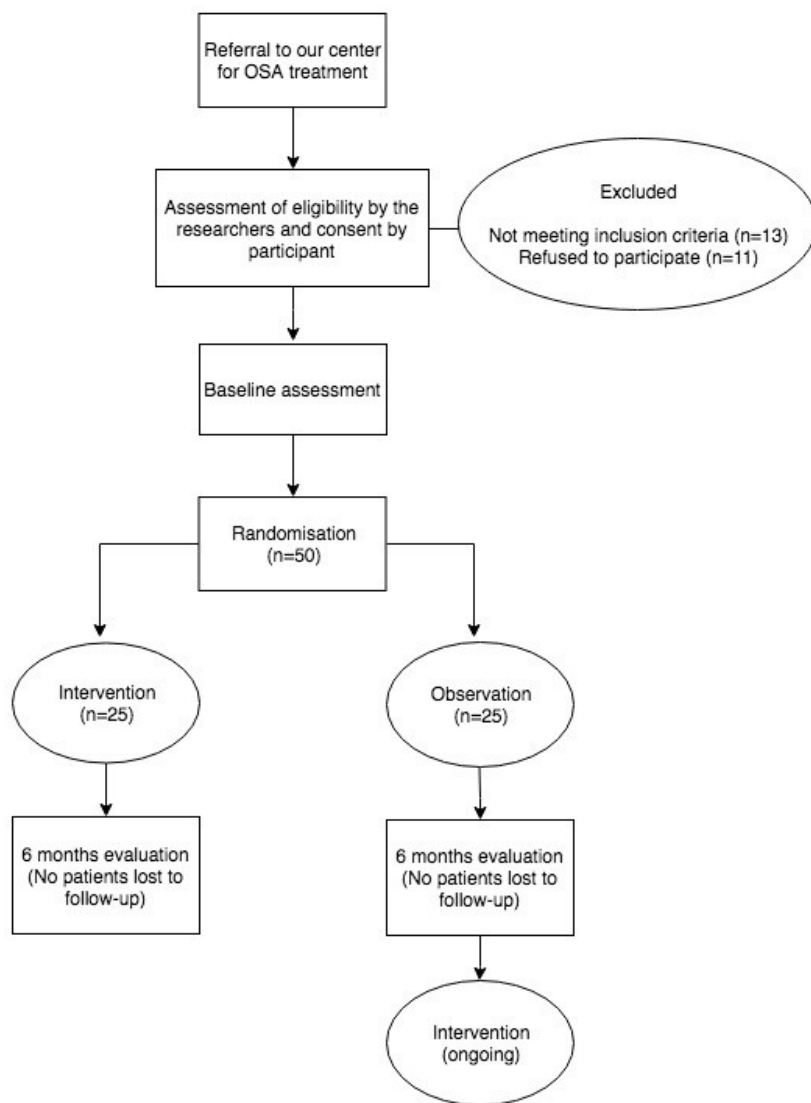 Referral to our center
for OSA treatment
Assessment of eligibility by the
researchers and consent by
participant
Excluded
Not meeting inclusion criteria (n=13)
Refused to participate (n=11)
Baseline assessment
Randomisation
(n=50)
Intervention
(n=25)
Observation
(n=25)
6 months evaluation
(No patients lost to
follow-up)
6 months evaluation
(No patients lost to
follow-up)
Intervention
(ongoing)